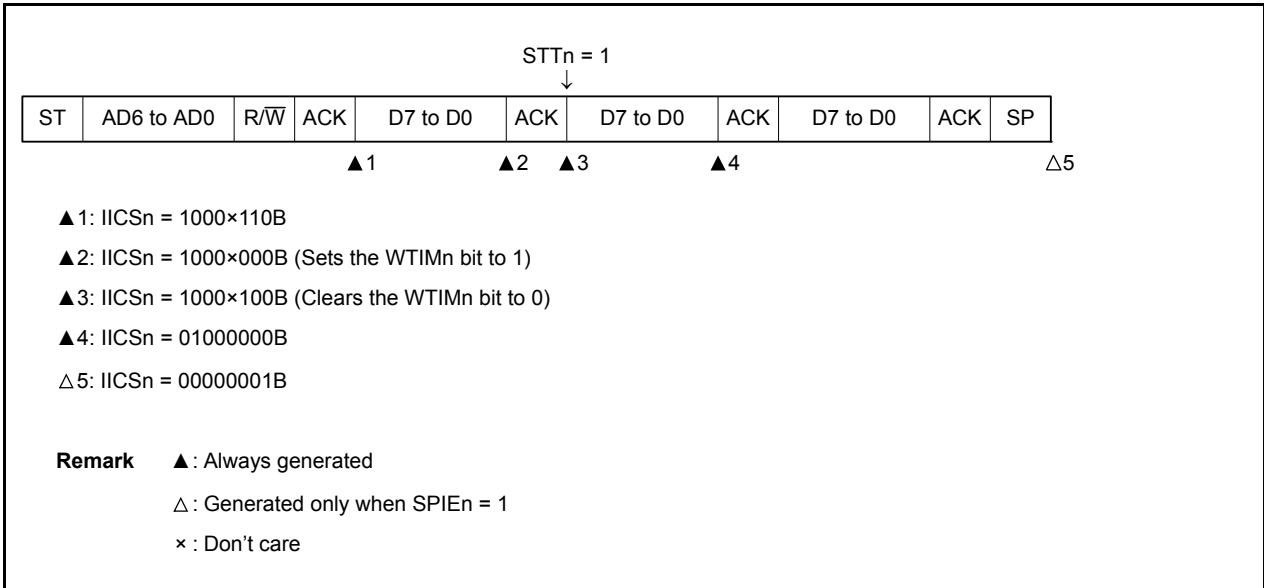 STTn = 1
↓
ST AD6 to AD0 R/W̅ ACK D7 to D0 ACK D7 to D0 ACK D7 to D0 ACK SP
▲1 ▲2 ▲3 ▲4 △5
▲1: IICSn = 1000×110B
▲2: IICSn = 1000×000B (Sets the WTIMn bit to 1)
▲3: IICSn = 1000×100B (Clears the WTIMn bit to 0)
▲4: IICSn = 01000000B
△5: IICSn = 00000001B
Remark ▲: Always generated
△: Generated only when SPIEn = 1
×: Don't care